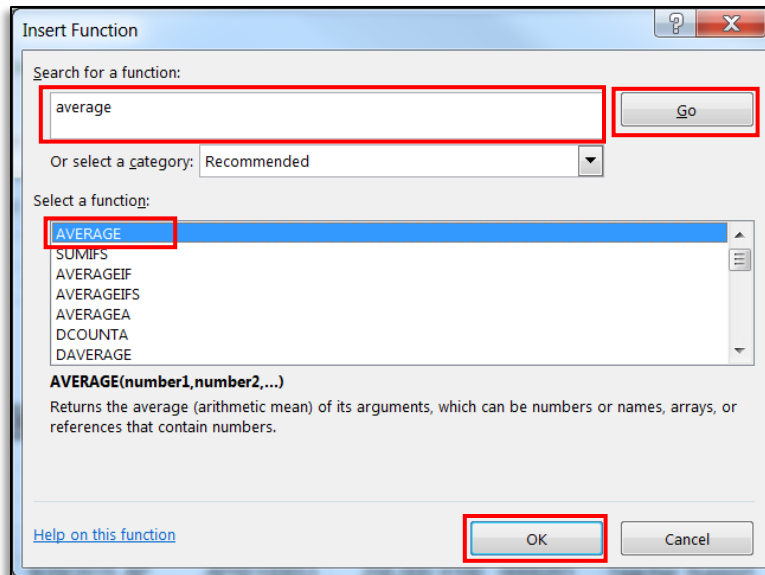 Insert Function
?
X
Search for a function:
average
Go
Or select a category: Recommended
Select a function:
AVERAGE
SUMIFS
AVERAGEIF
AVERAGEIFS
AVERAGEA
DCOUNTA
DAVERAGE
AVERAGE(number1,number2,...)
Returns the average (arithmetic mean) of its arguments, which can be numbers or names, arrays, or
references that contain numbers.
Help on this function
OK
Cancel